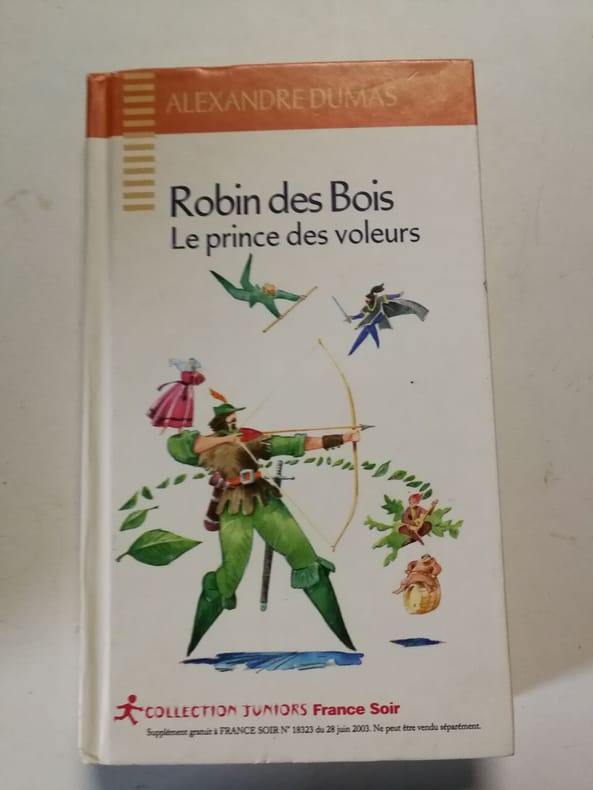 ALEXANDRE DUMAS
Robin des Bois
Le prince des voleurs
COLLECTION JUNIORS France Soir
Supplément gratuit à FRANCE SOIR N° 18323 du 28 juin 2003. Ne peut être vendu séparément.